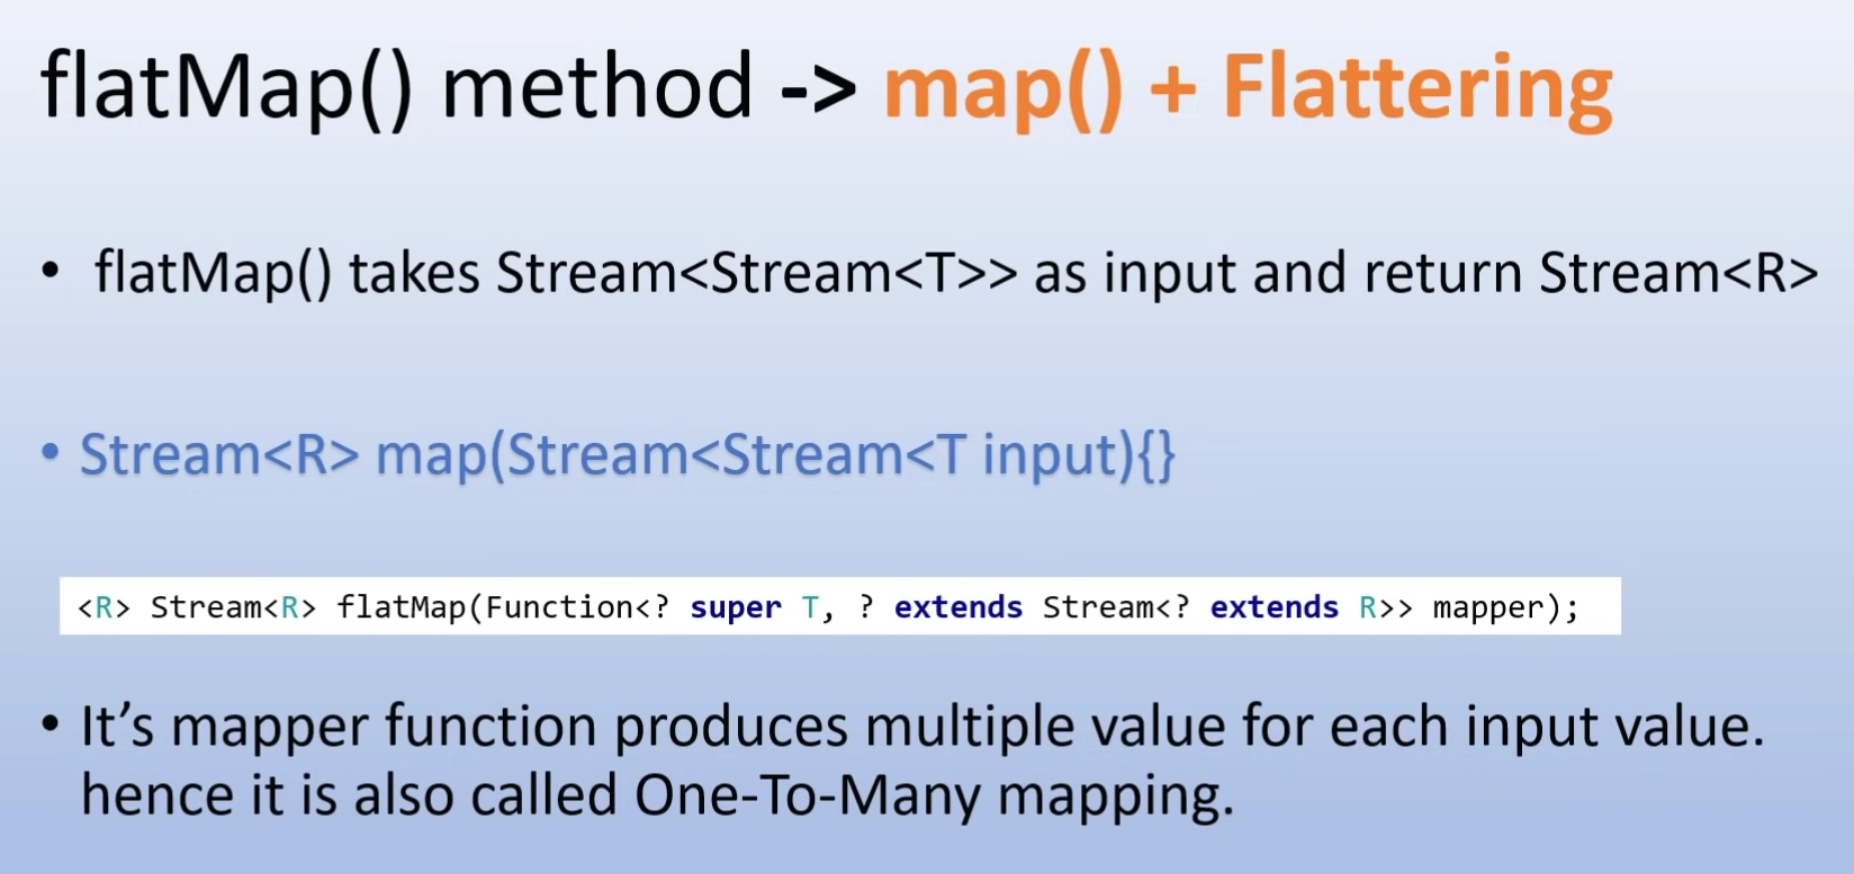 flatMap() method -> map() + Flattering
• flatMap() takes Stream<Stream<T>> as input and return Stream<R>
• Stream<R> map(Stream<Stream<T input){}
<R> Stream<R> flatMap(Function<? super T, ? extends Stream<? extends R>> mapper);
• It’s mapper function produces multiple value for each input value.
hence it is also called One-To-Many mapping.